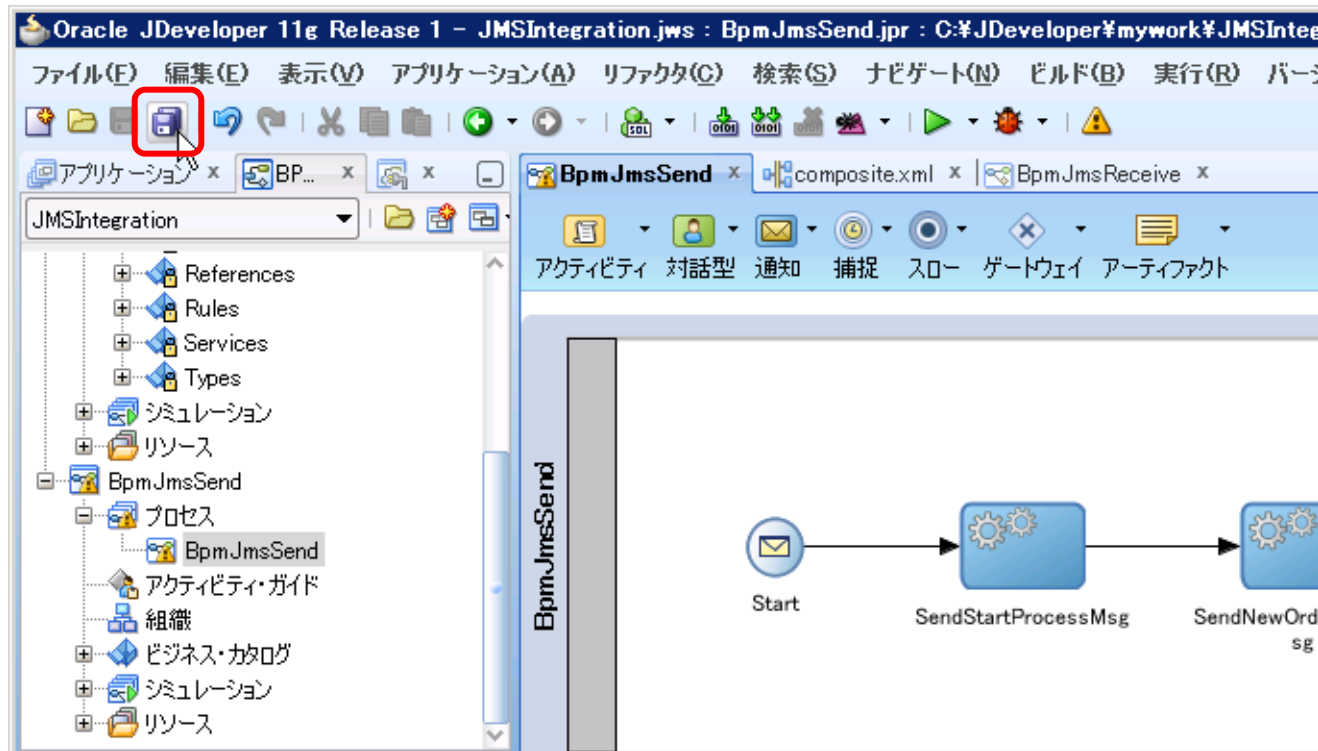 Oracle JDeveloper 11g Release 1 - JMSIntegration.jws : BpmJmsSend.jpr : C:¥JDeveloper¥mywork¥JMSInteg
ファイル(F) 編集(E) 表示(V) アプリケーション(A) リファクタ(C) 検索(S) ナビゲート(N) ビルド(B) 実行(R) バージ
アプリケーション BP... BpmJmsSend composite.xml BpmJmsReceive
JMSIntegration
アクティビティ 対話型 通知 捕捉 スロー ゲートウェイ アーティファクト
References
Rules
Services
Types
シミュレーション
リソース
BpmJmsSend
プロセス
BpmJmsSend
アクティビティ・ガイド
組織
ビジネス・カタログ
シミュレーション
リソース
BpmJmsSend
Start
SendStartProcessMsg
SendNewOrd
sg